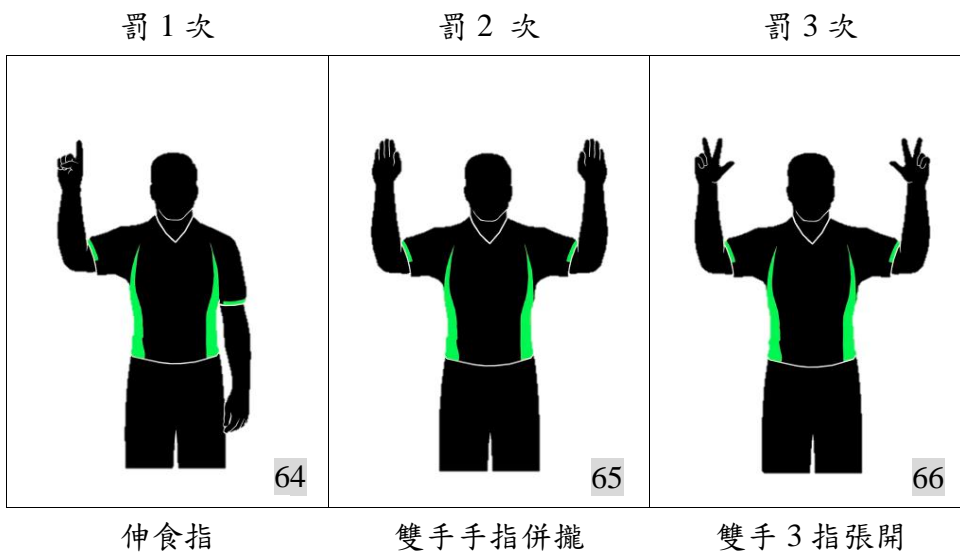 罰 1 次
罰 2 次
罰 3 次
64
65
66
伸食指
雙手手指併攏
雙手 3 指張開